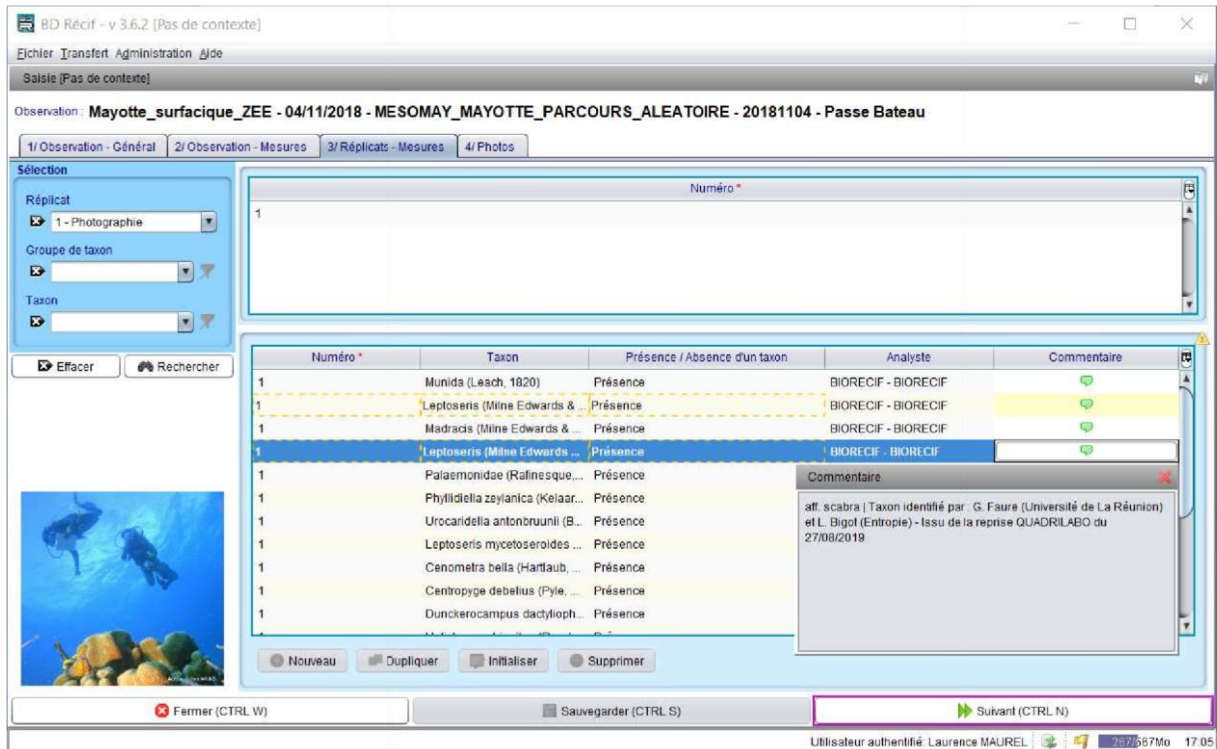 BD Récif - v 3.6.2 [Pas de contexte]
Fichier Transfert Administration Aide
Saisie [Pas de contexte]
Observation : Mayotte_surfacique_ZEE - 04/11/2018 - MESOMAY_MAYOTTE_PARCOURS_ALEATOIRE - 20181104 - Passe Bateau
1/ Observation - Général 2/ Observation - Mesures 3/ Réplicats - Mesures 4/ Photos
Sélection
Réplicat
1 - Photographie
Groupe de taxon
Taxon
Effacer Rechercher
Numéro *
1
Numéro * Taxon Présence / Absence d'un taxon Analyste Commentaire
1 Munida (Leach, 1820) Présence BIORECIF - BIORECIF
1 Leptoseris (Milne Edwards & ... Présence BIORECIF - BIORECIF
1 Madracis (Milne Edwards & ... Présence BIORECIF - BIORECIF
1 Leptoseris (Milne Edwards ... Présence BIORECIF - BIORECIF
1 Palaemonidae (Rafinesque,... Présence
1 Phyllidiella zeylanica (Kelaar... Présence
1 Urocaridella antonbruunii (B... Présence
1 Leptoseris mycetoseroides ... Présence
1 Cenometra bella (Hartlaub, ... Présence
1 Centropyge debelius (Pyle, ... Présence
1 Dunckerocampus dactylioph... Présence
Commentaire
aff. scabra | Taxon identifié par : G. Faure (Université de La Réunion)
et L. Bigot (Entropie) - Issu de la reprise QUADRILABO du
27/08/2019
Nouveau Dupliquer Initialiser Supprimer
Fermer (CTRL W) Sauvegarder (CTRL S) Suivant (CTRL N)
Utilisateur authentifié: Laurence MAUREL 267/587Mo 17:05